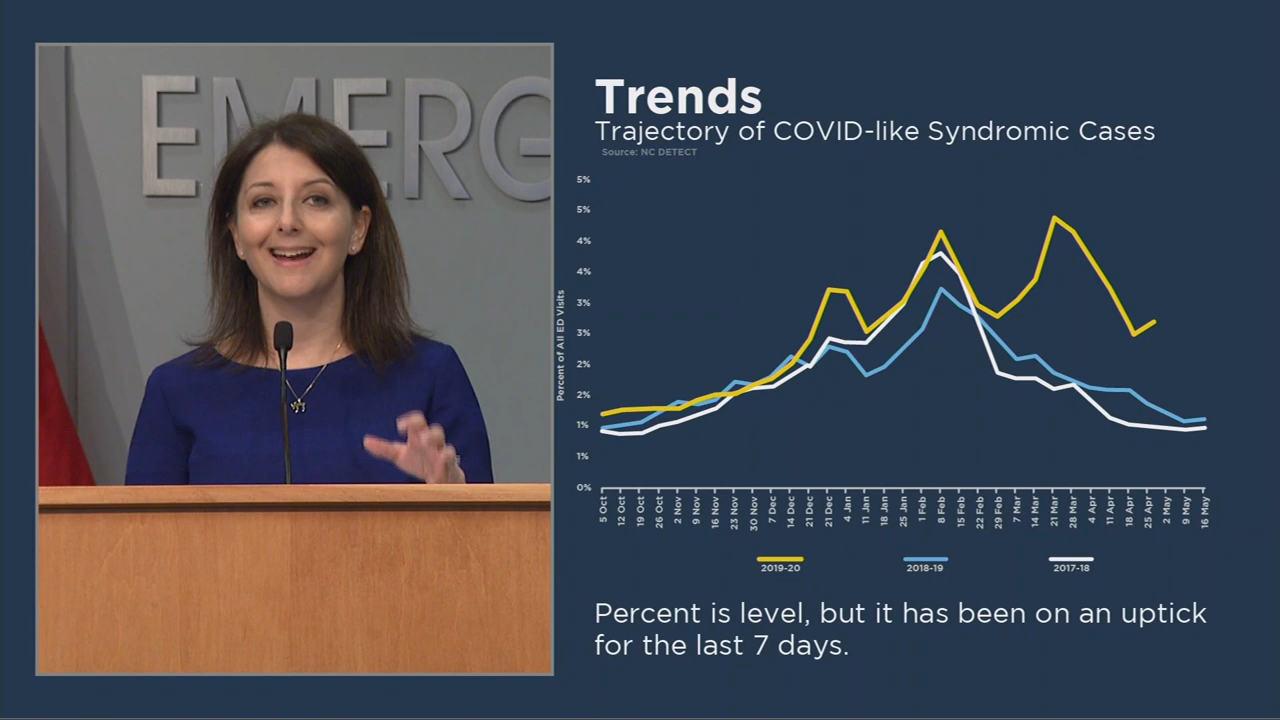 EMERG
Trends
Trajectory of COVID-like Syndromic Cases
Source: NC DETECT
Percent of All ED Visits
5%
5%
4%
4%
3%
3%
2%
2%
1%
1%
0%
5 Oct
12 Oct
19 Oct
26 Oct
2 Nov
9 Nov
16 Nov
23 Nov
30 Nov
7 Dec
14 Dec
21 Dec
21 Dec
4 Jan
11 Jan
18 Jan
25 Jan
1 Feb
8 Feb
15 Feb
22 Feb
29 Feb
7 Mar
14 Mar
21 Mar
28 Mar
4 Apr
11 Apr
18 Apr
25 Apr
2 May
9 May
16 May
2019-20
2018-19
2017-18
Percent is level, but it has been on an uptick
for the last 7 days.